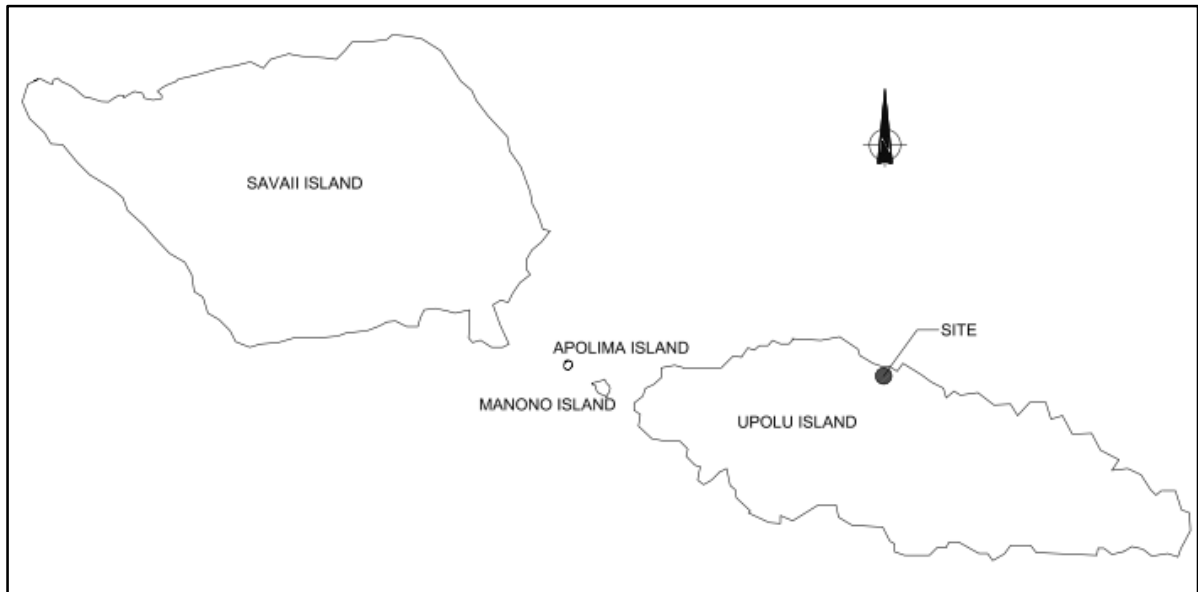 SAVAII ISLAND
SITE
APOLIMA ISLAND
MANONO ISLAND
UPOLU ISLAND